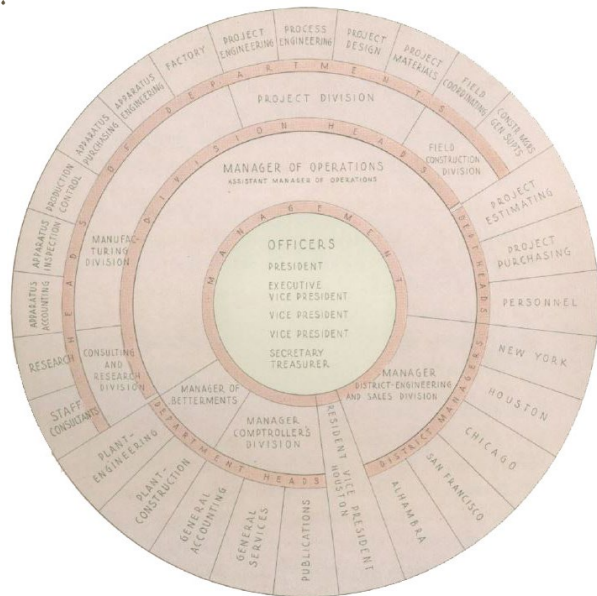 OFFICERS
PRESIDENT
EXECUTIVE
VICE PRESIDENT
VICE PRESIDENT
VICE PRESIDENT
SECRETARY
TREASURER
MANAGEMENT
MANAGER OF OPERATIONS
ASSISTANT MANAGER OF OPERATIONS
MANAGER
DISTRICT-ENGINEERING
AND SALES DIVISION
MANAGER
COMPTROLLER'S
DIVISION
MANAGER OF
BETTERMENTS
DIVISION HEADS
DEPT. HEADS
DISTRICT MANAGERS
DEPARTMENT HEADS
PROJECT DIVISION
FIELD
CONSTRUCTION
DIVISION
MANUFAC-
TURING
DIVISION
CONSULTING
AND
RESEARCH
DIVISION
HEADS OF DEPARTMENTS
STAFF
CONSULTANTS
RESEARCH
APPARATUS
ACCOUNTING
APPARATUS
INSPECTION
PRODUCTION
CONTROL
APPARATUS
PURCHASING
APPARATUS
ENGINEERING
FACTORY
PROJECT
ENGINEERING
PROCESS
ENGINEERING
PROJECT
DESIGN
PROJECT
MATERIALS
FIELD
COORDINATING
CONSTR. MGRS
GEN. SUPTS
PROJECT
ESTIMATING
PROJECT
PURCHASING
PERSONNEL
NEW YORK
HOUSTON
CHICAGO
SAN FRANCISCO
ALHAMBRA
RESIDENT VICE PRESIDENT
HOUSTON
PUBLICATIONS
GENERAL
SERVICES
GENERAL
ACCOUNTING
PLANT-
CONSTRUCTION
PLANT-
ENGINEERING